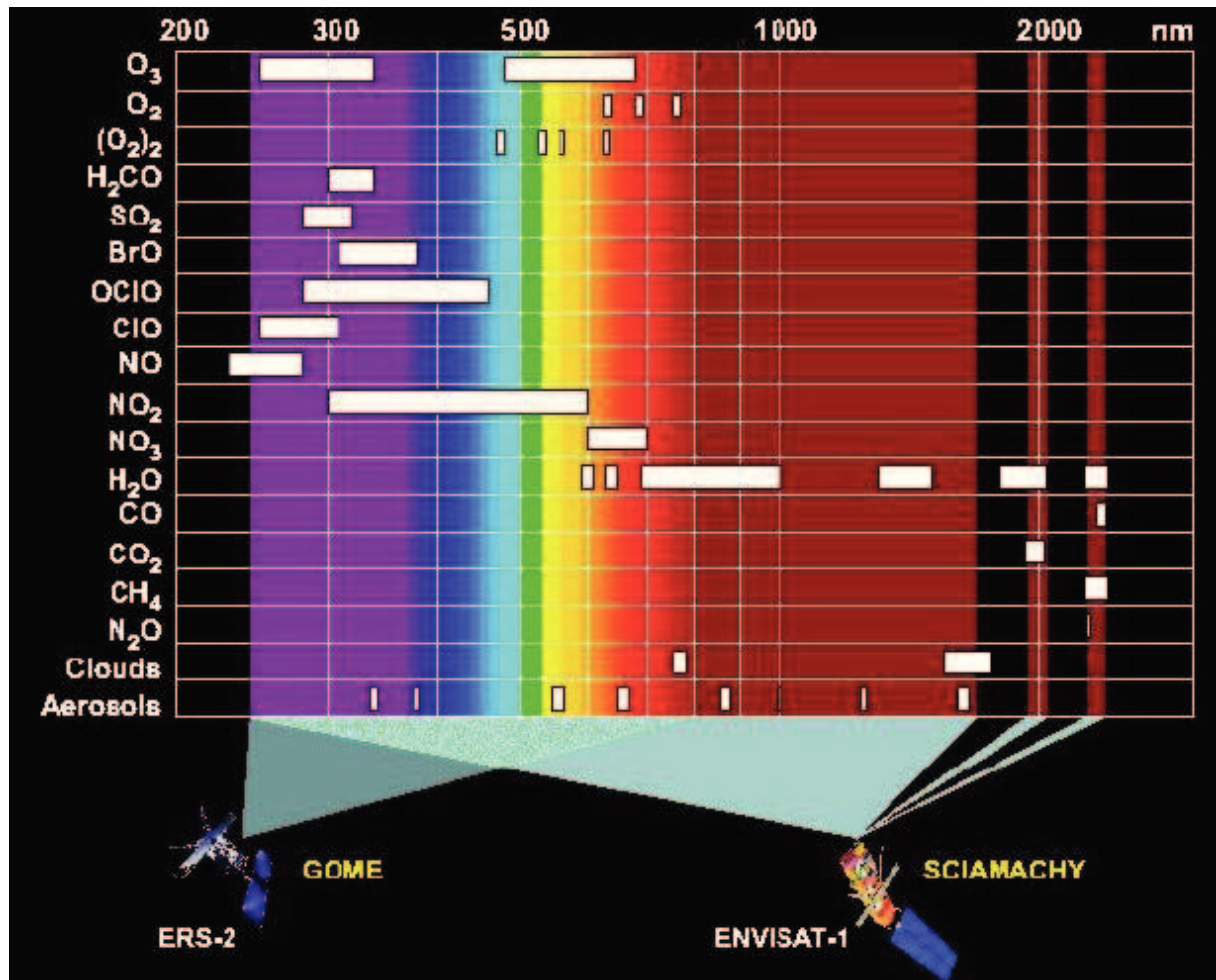 200 300 500 1000 2000 nm
O₃
O₂
(O₂)₂
H₂CO
SO₂
BrO
OClO
ClO
NO
NO₂
NO₃
H₂O
CO
CO₂
CH₄
N₂O
Clouds
Aerosols
GOME SCIAMACHY
ERS-2 ENVISAT-1